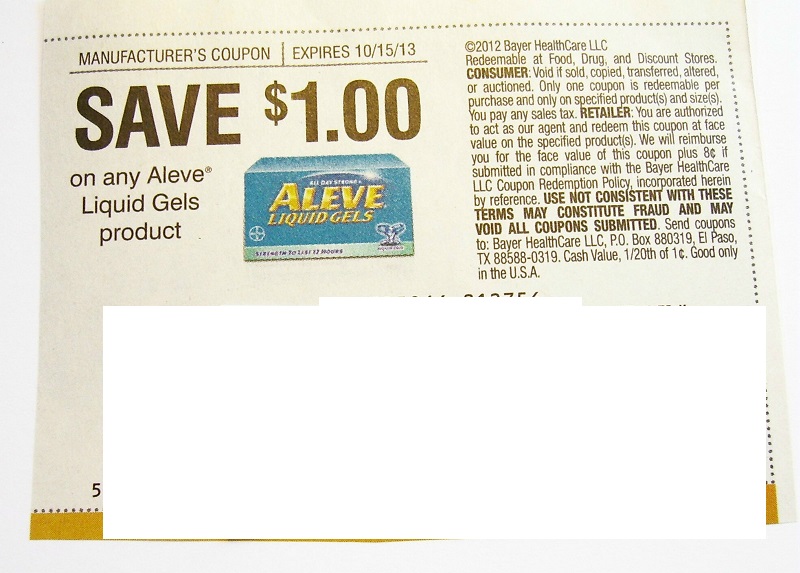 MANUFACTURER'S COUPON | EXPIRES 10/15/13
SAVE $1.00
on any Aleve®
Liquid Gels
product
ALL DAY STRONG
ALEVE
LIQUID GELS
STRENGTH TO LAST 12 HOURS
©2012 Bayer HealthCare LLC
Redeemable at Food, Drug, and Discount Stores.
CONSUMER: Void if sold, copied, transferred, altered,
or auctioned. Only one coupon is redeemable per
purchase and only on specified product(s) and size(s).
You pay any sales tax. RETAILER: You are authorized
to act as our agent and redeem this coupon at face
value on the specified product(s). We will reimburse
you for the face value of this coupon plus 8¢ if
submitted in compliance with the Bayer HealthCare
LLC Coupon Redemption Policy, incorporated herein
by reference. USE NOT CONSISTENT WITH THESE
TERMS MAY CONSTITUTE FRAUD AND MAY
VOID ALL COUPONS SUBMITTED. Send coupons
to: Bayer HealthCare LLC, P.O. Box 880319, El Paso,
TX 88588-0319. Cash Value, 1/20th of 1¢. Good only
in the U.S.A.
5